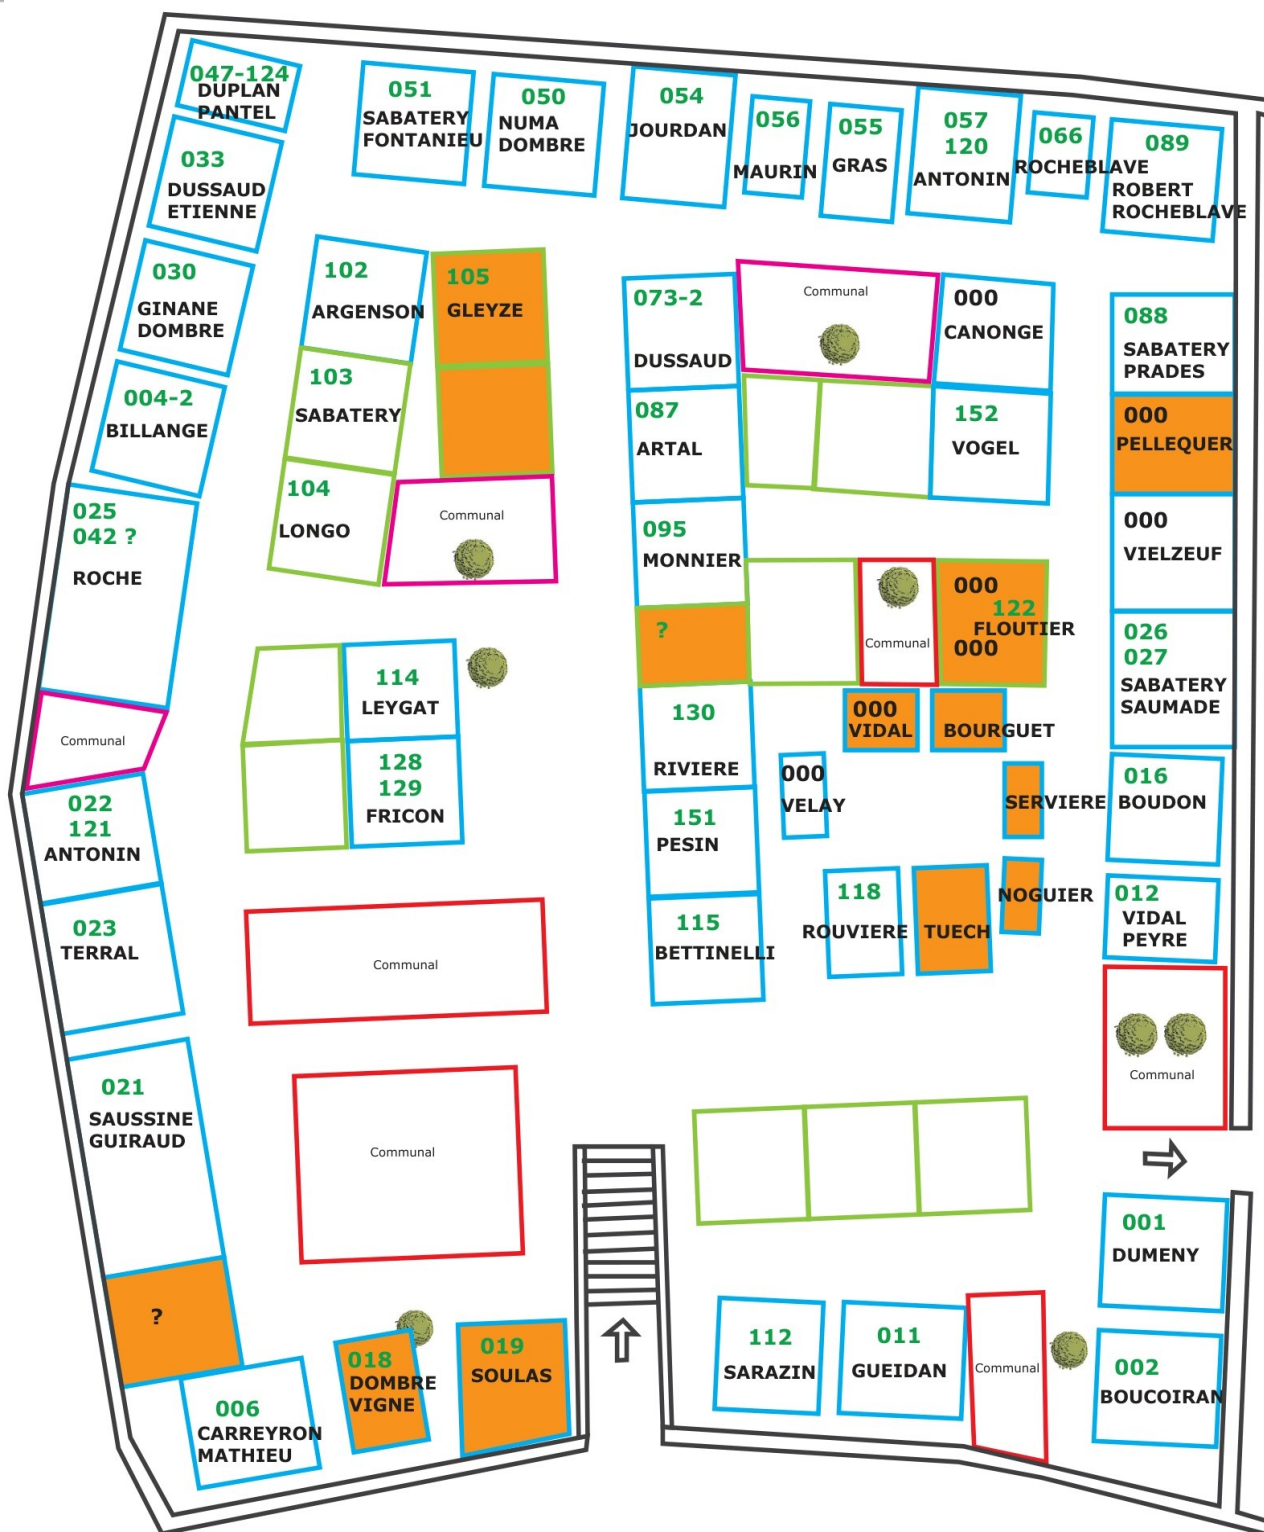 047-124
DUPLAN
PANTEL
051
SABATERY
FONTANIEU
050
NUMA
DOMBRE
054
JOURDAN
056
MAURIN
055
GRAS
057
120
ANTONIN
066
ROCHEBLAVE
089
ROBERT
ROCHEBLAVE
033
DUSSAUD
ETIENNE
030
GINANE
DOMBRE
004-2
BILLANGE
025
042 ?
ROCHE
Communal
022
121
ANTONIN
023
TERRAL
021
SAUSSINE
GUIRAUD
?
006
CARREYRON
MATHIEU
102
ARGENSON
105
GLEYZE
103
SABATERY
104
LONGO
Communal
114
LEYGAT
128
129
FRICON
Communal
Communal
018
DOMBRE
VIGNE
019
SOULAS
073-2
DUSSAUD
087
ARTAL
095
MONNIER
?
130
RIVIERE
151
PESIN
115
BETTINELLI
Communal
000
CANONGE
152
VOGEL
Communal
000
122
FLOUTIER
000
000
VIDAL
BOURGUET
000
VELAY
SERVIERE
118
ROUVIERE
TUECH
NOGUIER
088
SABATERY
PRADES
000
PELLEQUER
000
VIELZEUF
026
027
SABATERY
SAUMADE
016
BOUDON
012
VIDAL
PEYRE
Communal
001
DUMENY
002
BOUCOIRAN
112
SARAZIN
011
GUEIDAN
Communal